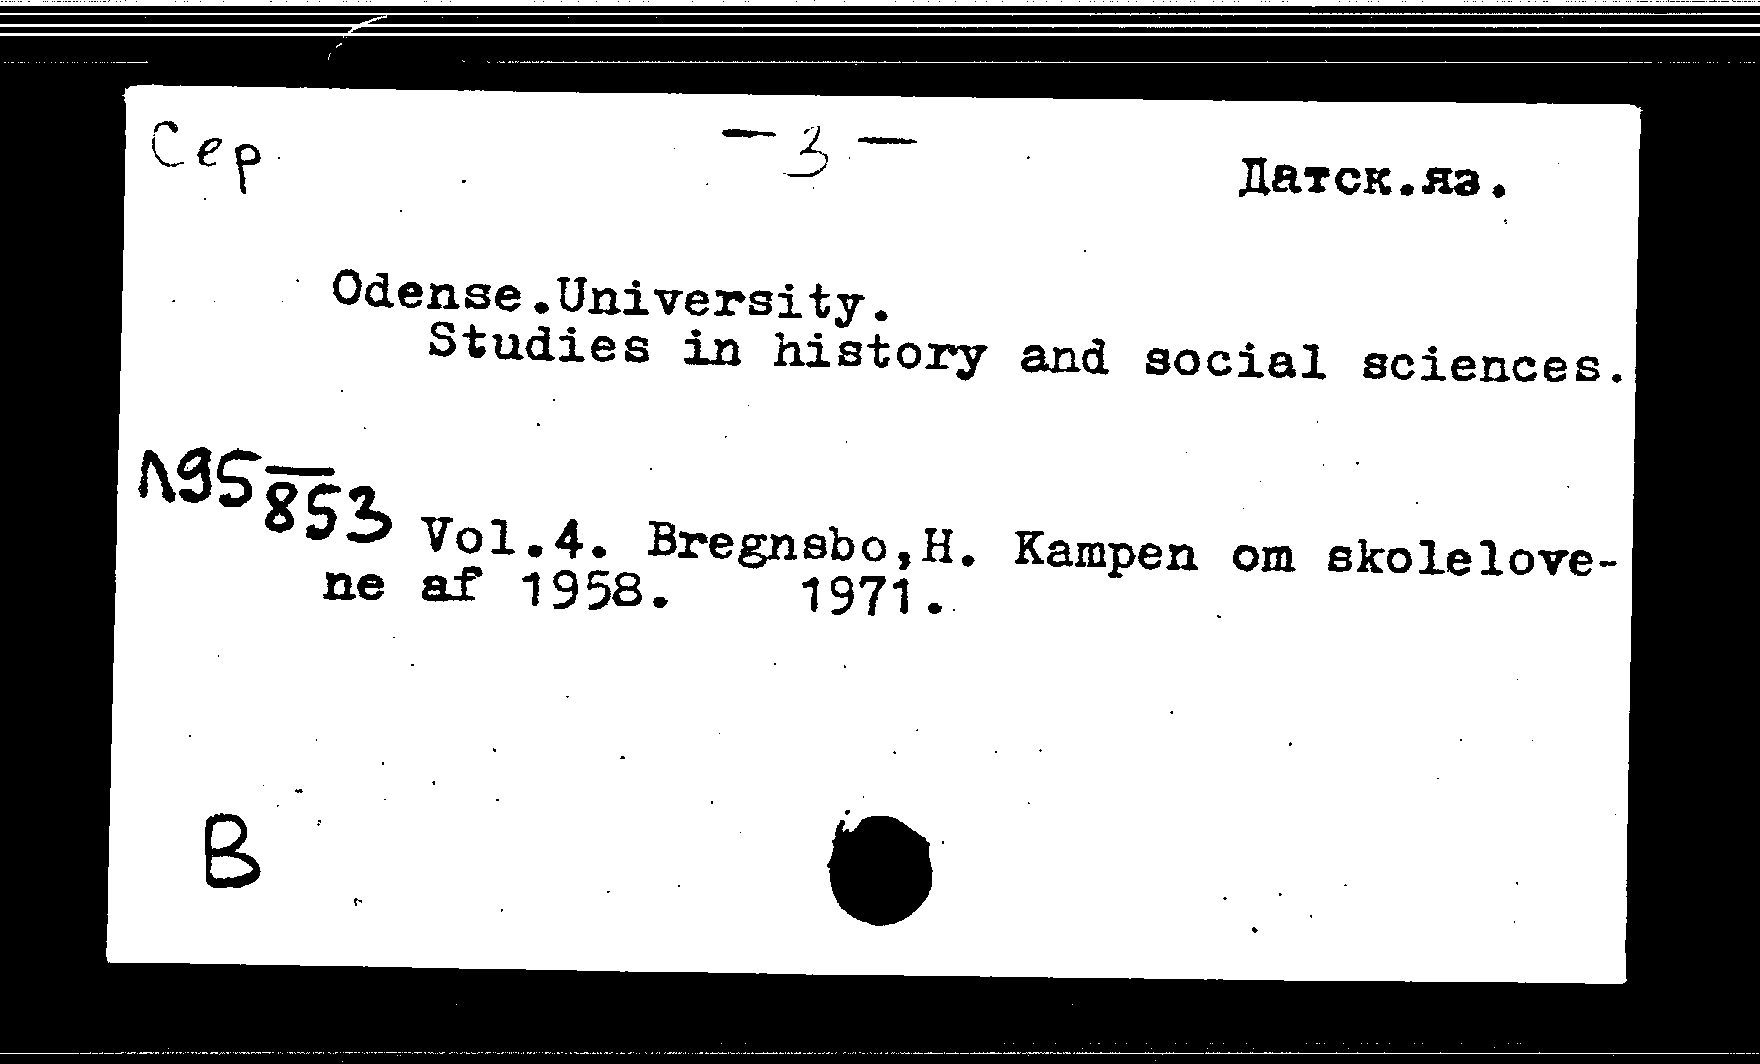 Сер
— 3 —
Датск.яз.
Odense.University.
Studies in history and social sciences.
Л95—
853
Vol.4. Bregnsbo,H. Kampen om skolelove-
ne af 1958. 1971.
В